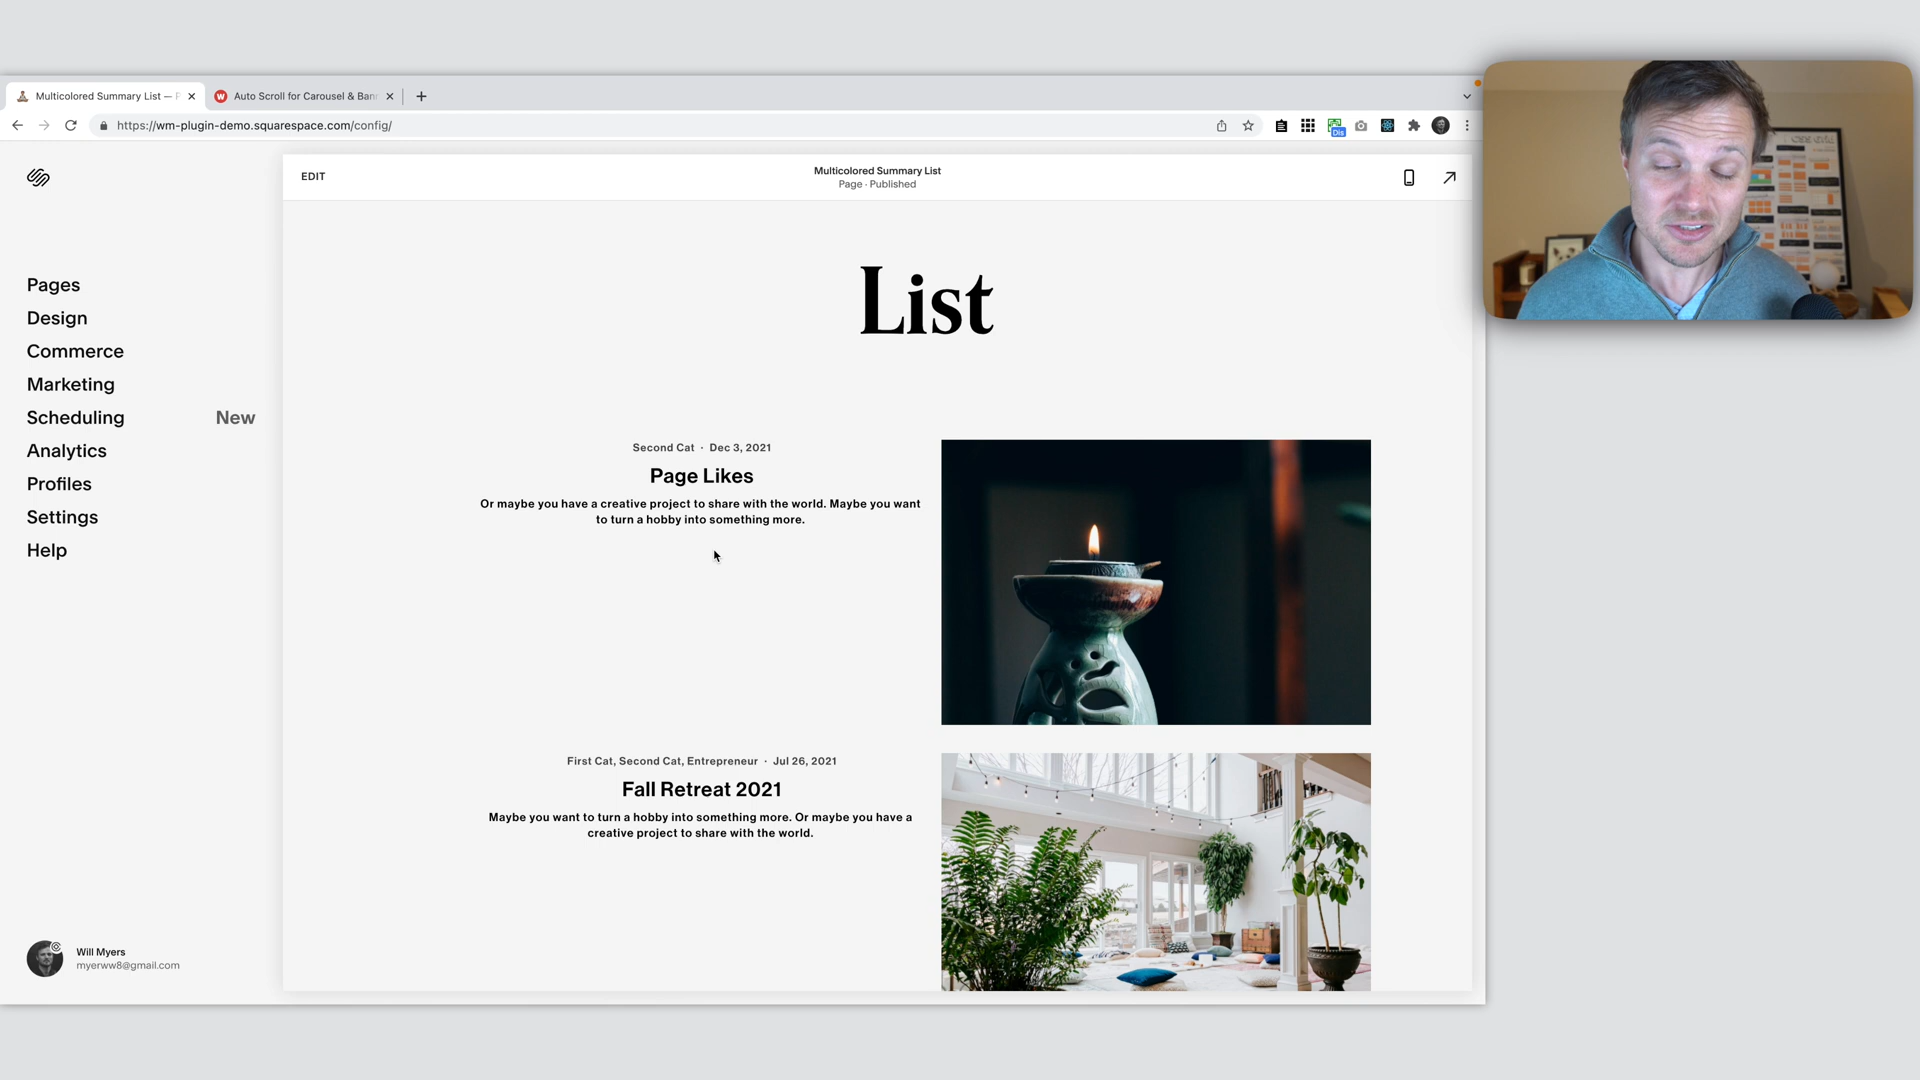 Multicolored Summary List — P
Auto Scroll for Carousel & Ban
https://wm-plugin-demo.squarespace.com/config/
Dis
EDIT
Multicolored Summary List
Page · Published
Pages
Design
Commerce
Marketing
Scheduling New
Analytics
Profiles
Settings
Help
List
Second Cat · Dec 3, 2021
Page Likes
Or maybe you have a creative project to share with the world. Maybe you want
to turn a hobby into something more.
First Cat, Second Cat, Entrepreneur · Jul 26, 2021
Fall Retreat 2021
Maybe you want to turn a hobby into something more. Or maybe you have a
creative project to share with the world.
Will Myers
myerww8@gmail.com